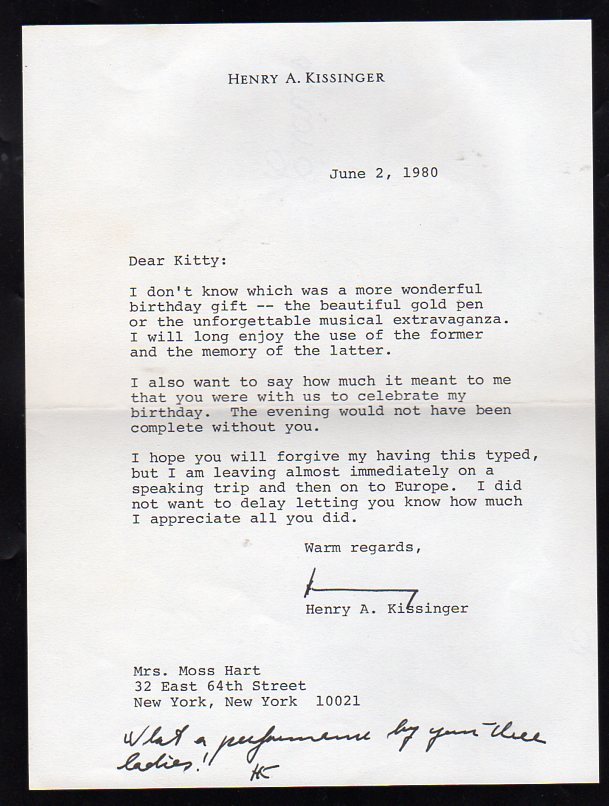 HENRY A. KISSINGER
June 2, 1980
Dear Kitty:
I don't know which was a more wonderful
birthday gift -- the beautiful gold pen
or the unforgettable musical extravaganza.
I will long enjoy the use of the former
and the memory of the latter.
I also want to say how much it meant to me
that you were with us to celebrate my
birthday.  The evening would not have been
complete without you.
I hope you will forgive my having this typed,
but I am leaving almost immediately on a
speaking trip and then on to Europe.  I did
not want to delay letting you know how much
I appreciate all you did.
Warm regards,
Henry A. Kissinger
Mrs. Moss Hart
32 East 64th Street
New York, New York  10021
What a performance by you three
ladies!
HK